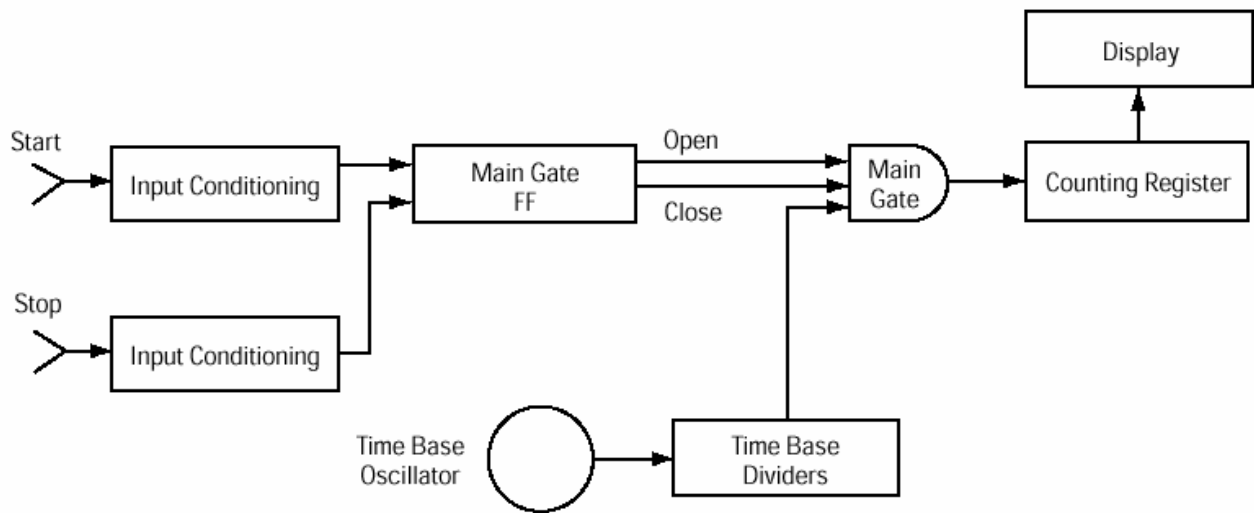 Display
Start
Input Conditioning
Main Gate
FF
Open
Close
Main
Gate
Counting Register
Stop
Input Conditioning
Time Base
Oscillator
Time Base
Dividers